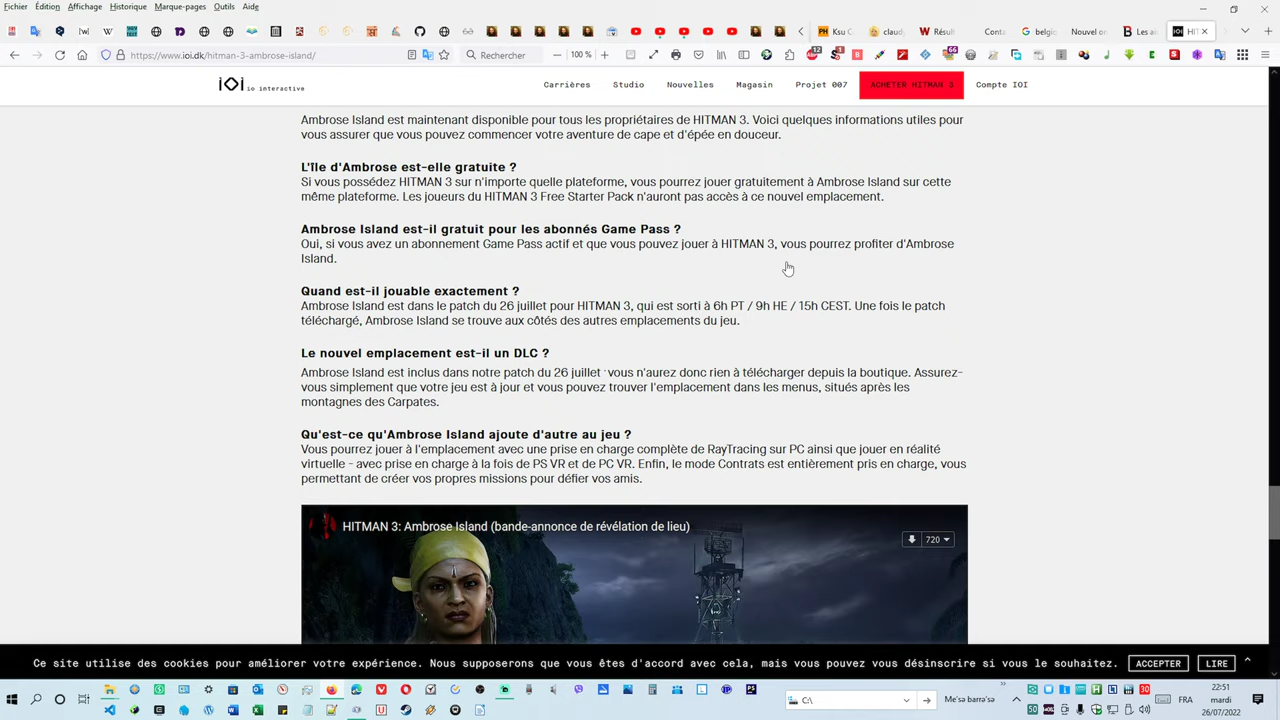 Fichier Édition Affichage Historique Marque-pages Outils Aide
Ksu C
claudy
Résult
Conta
belgi
Nouvel on
Les ai
HIT
https://www.ioi.dk/hitman-3-ambrose-island/
100 %
Rechercher
12
1
66
IOI io interactive
Carrières Studio Nouvelles Magasin Projet 007 ACHETER HITMAN 3 Compte IOI
Ambrose Island est maintenant disponible pour tous les propriétaires de HITMAN 3. Voici quelques informations utiles pour
vous assurer que vous pouvez commencer votre aventure de cape et d'épée en douceur.
L'île d'Ambrose est-elle gratuite ?
Si vous possédez HITMAN 3 sur n'importe quelle plateforme, vous pourrez jouer gratuitement à Ambrose Island sur cette
même plateforme. Les joueurs du HITMAN 3 Free Starter Pack n'auront pas accès à ce nouvel emplacement.
Ambrose Island est-il gratuit pour les abonnés Game Pass ?
Oui, si vous avez un abonnement Game Pass actif et que vous pouvez jouer à HITMAN 3, vous pourrez profiter d'Ambrose
Island.
Quand est-il jouable exactement ?
Ambrose Island est dans le patch du 26 juillet pour HITMAN 3, qui est sorti à 6h PT / 9h HE / 15h CEST. Une fois le patch
téléchargé, Ambrose Island se trouve aux côtés des autres emplacements du jeu.
Le nouvel emplacement est-il un DLC ?
Ambrose Island est inclus dans notre patch du 26 juillet vous n'aurez donc rien à télécharger depuis la boutique. Assurez-
vous simplement que votre jeu est à jour et vous pouvez trouver l'emplacement dans les menus, situés après les
montagnes des Carpates.
Qu'est-ce qu'Ambrose Island ajoute d'autre au jeu ?
Vous pourrez jouer à l'emplacement avec une prise en charge complète de RayTracing sur PC ainsi que jouer en réalité
virtuelle - avec prise en charge à la fois de PS VR et de PC VR. Enfin, le mode Contrats est entièrement pris en charge, vous
permettant de créer vos propres missions pour défier vos amis.
HITMAN 3: Ambrose Island (bande-annonce de révélation de lieu)
720
Ce site utilise des cookies pour améliorer votre expérience. Nous supposerons que vous êtes d'accord avec cela, mais vous pouvez vous désinscrire si vous le souhaitez. ACCEPTER LIRE
C:\
FRA
22:51
mardi
26/07/2022